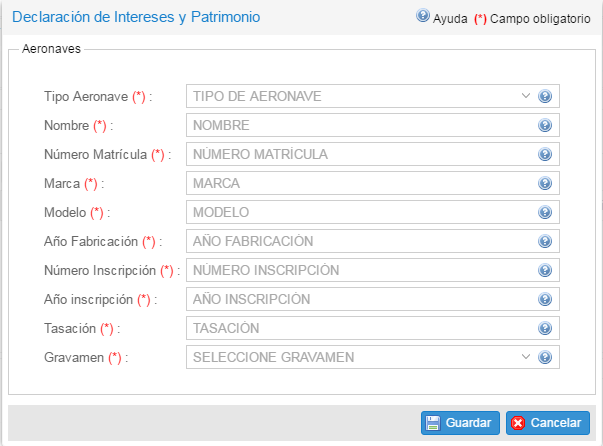 Declaración de Intereses y Patrimonio
Ayuda (*) Campo obligatorio
Aeronaves
Tipo Aeronave (*) : TIPO DE AERONAVE
Nombre (*) : NOMBRE
Número Matrícula (*) : NÚMERO MATRÍCULA
Marca (*) : MARCA
Modelo (*) : MODELO
Año Fabricación (*) : AÑO FABRICACIÓN
Número Inscripción (*) : NÚMERO INSCRIPCIÓN
Año inscripción (*) : AÑO INSCRIPCIÓN
Tasación (*) : TASACIÓN
Gravamen (*) : SELECCIONE GRAVAMEN
Guardar Cancelar